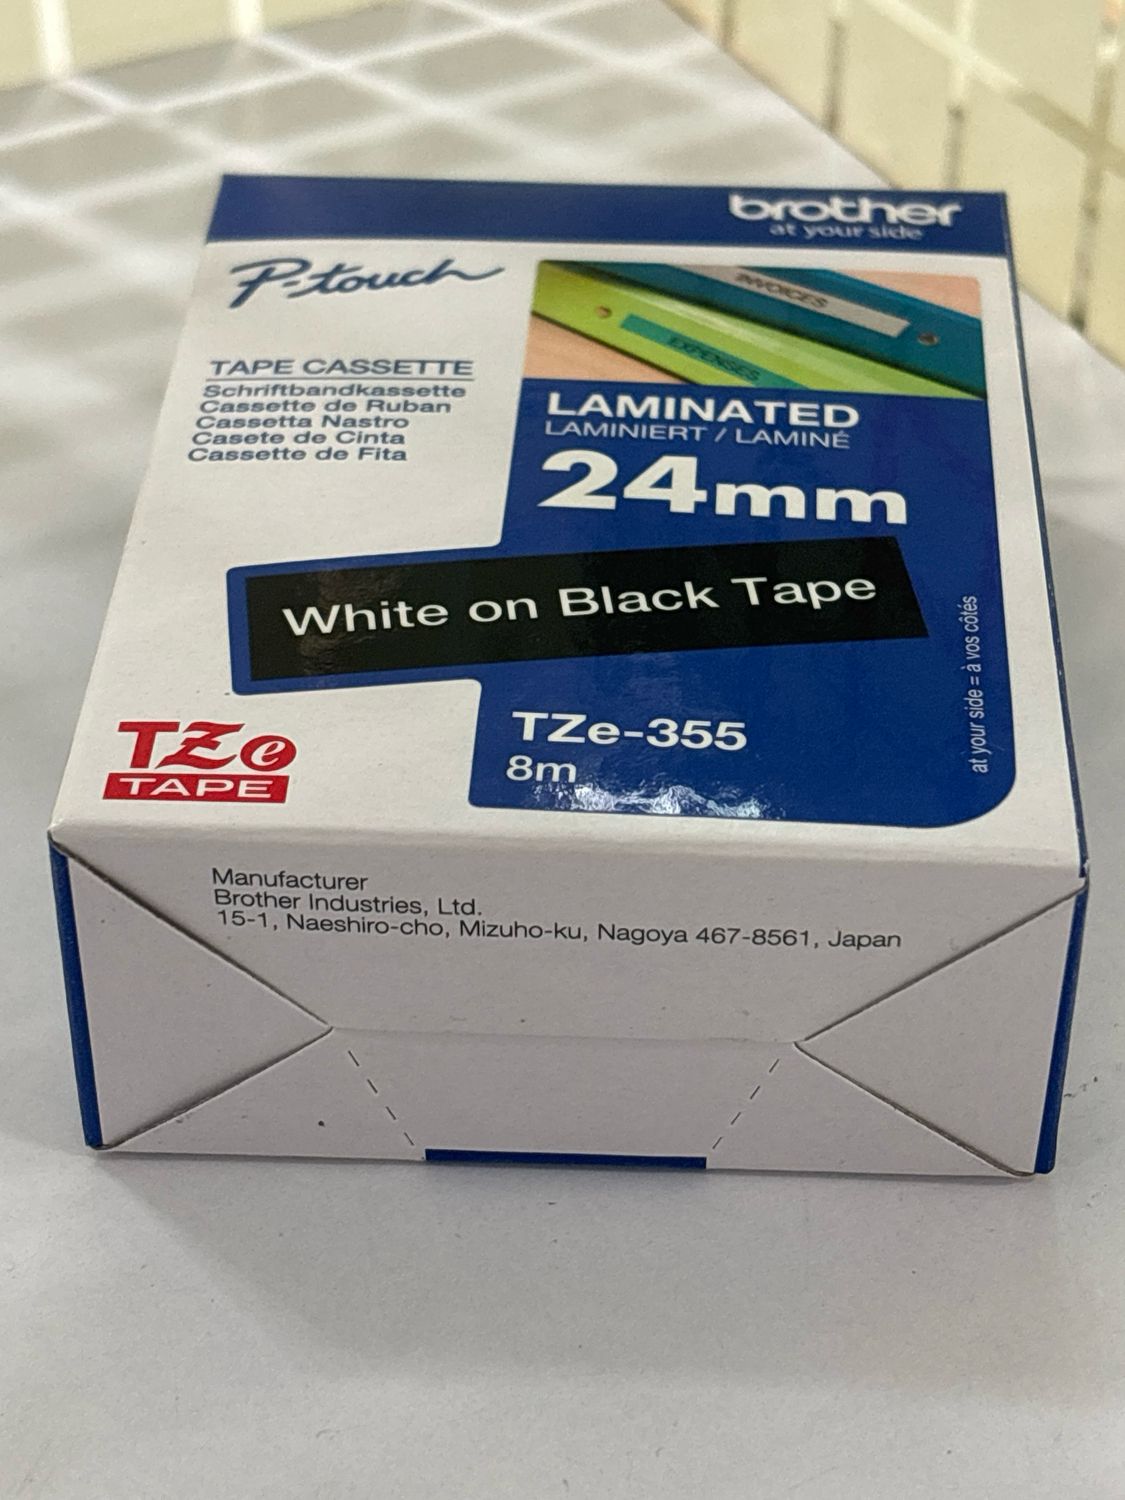 brother
at your side
P-touch
INVOICES
EXPENSES
TAPE CASSETTE
Schriftbandkassette
Cassette de Ruban
Cassetta Nastro
Casete de Cinta
Cassette de Fita
LAMINATED
LAMINIERT / LAMINÉ
24mm
White on Black Tape
at your side = à vos côtés
TZe-355
8m
TZe
TAPE
Manufacturer
Brother Industries, Ltd.
15-1, Naeshiro-cho, Mizuho-ku, Nagoya 467-8561, Japan